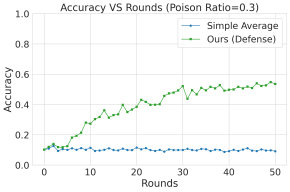 Accuracy VS Rounds (Poison Ratio=0.3)
Simple Average
Ours (Defense)
Accuracy
1.0
0.8
0.6
0.4
0.2
0.0
0 10 20 30 40 50
Rounds